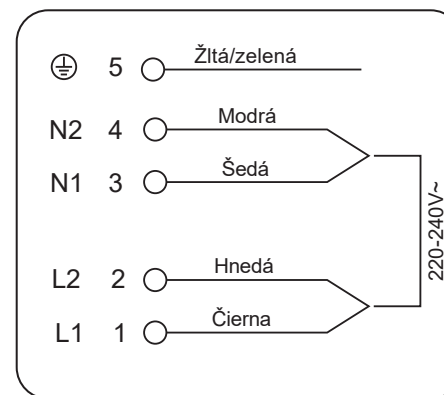 5 Žltá/zelená
N2 4 Modrá
N1 3 Šedá
220-240V~
L2 2 Hnedá
L1 1 Čierna